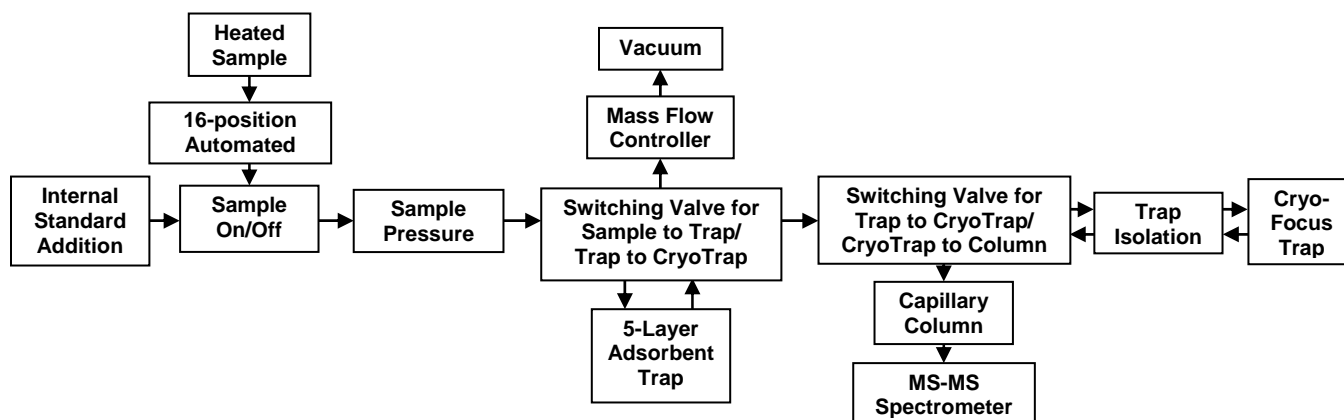 Heated
Sample
16-position
Automated
Internal
Standard
Addition
Sample
On/Off
Sample
Pressure
Vacuum
Mass Flow
Controller
Switching Valve for
Sample to Trap/
Trap to CryoTrap
5-Layer
Adsorbent
Trap
Switching Valve for
Trap to CryoTrap/
CryoTrap to Column
Trap
Isolation
Cryo-
Focus
Trap
Capillary
Column
MS-MS
Spectrometer